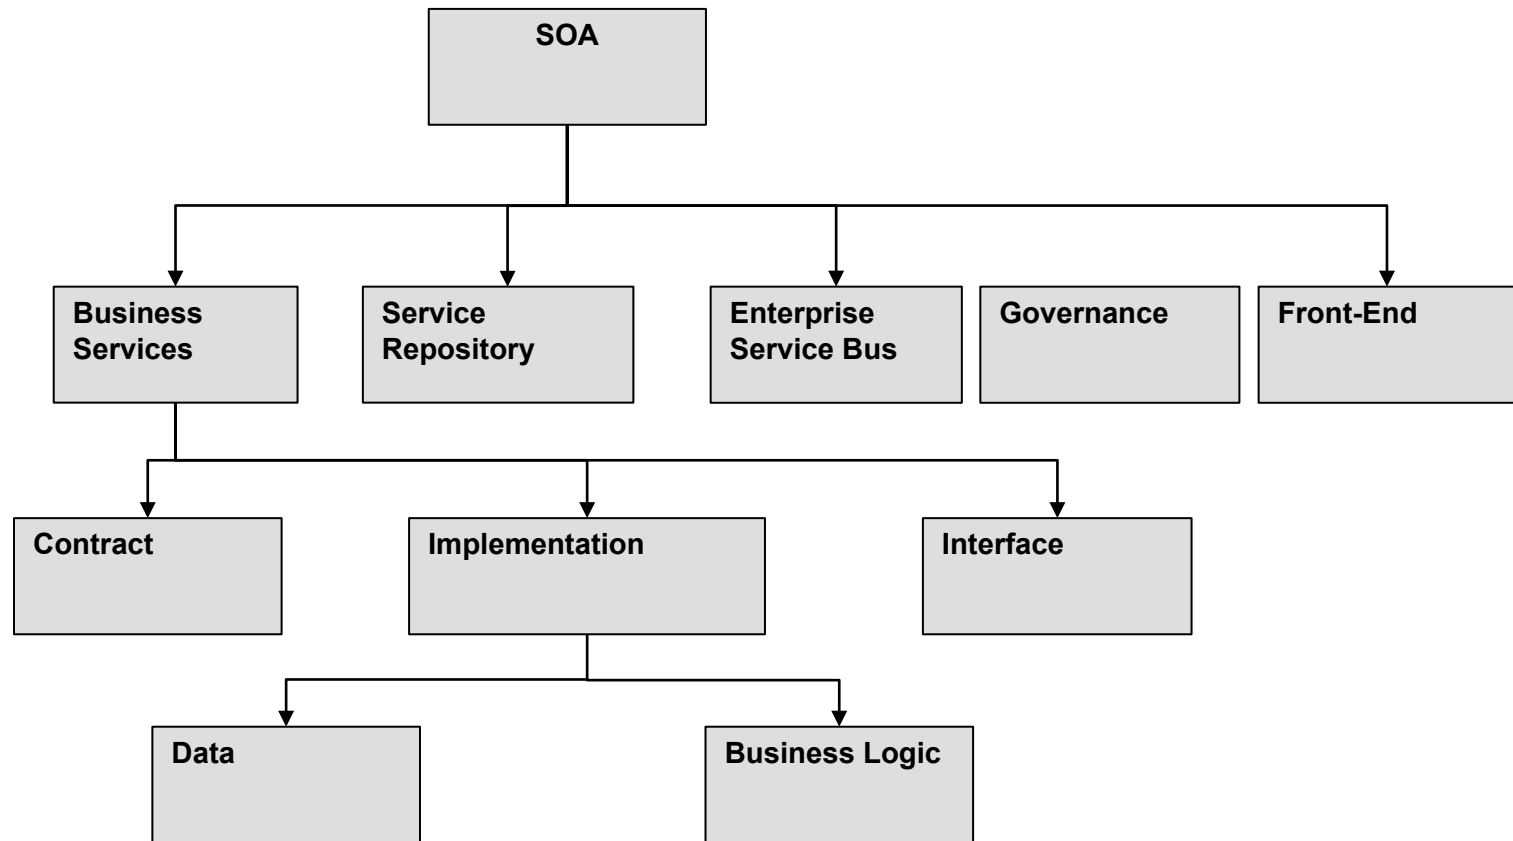 SOA
Business
Services
Service
Repository
Enterprise
Service Bus
Governance
Front-End
Contract
Implementation
Interface
Data
Business Logic